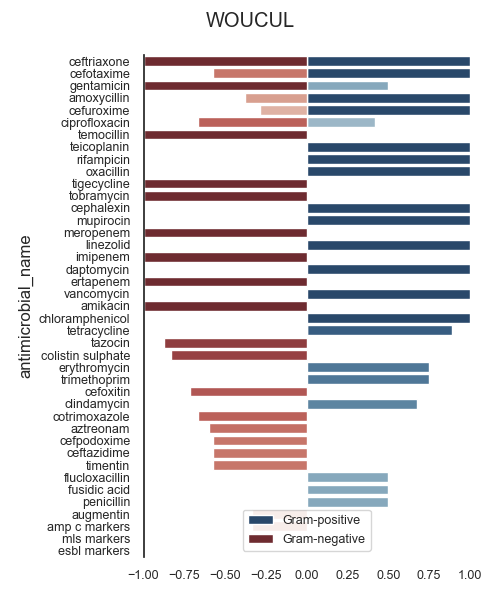 WOUCUL
antimicrobial_name
ceftriaxone
cefotaxime
gentamicin
amoxycillin
cefuroxime
ciprofloxacin
temocillin
teicoplanin
rifampicin
oxacillin
tigecycline
tobramycin
cephalexin
mupirocin
meropenem
linezolid
imipenem
daptomycin
ertapenem
vancomycin
amikacin
chloramphenicol
tetracycline
tazocin
colistin sulphate
erythromycin
trimethoprim
cefoxitin
clindamycin
cotrimoxazole
aztreonam
cefpodoxime
ceftazidime
timentin
flucloxacillin
fusidic acid
penicillin
augmentin
amp c markers
mls markers
esbl markers
Gram-positive
Gram-negative
−1.00 −0.75 −0.50 −0.25 0.00 0.25 0.50 0.75 1.00